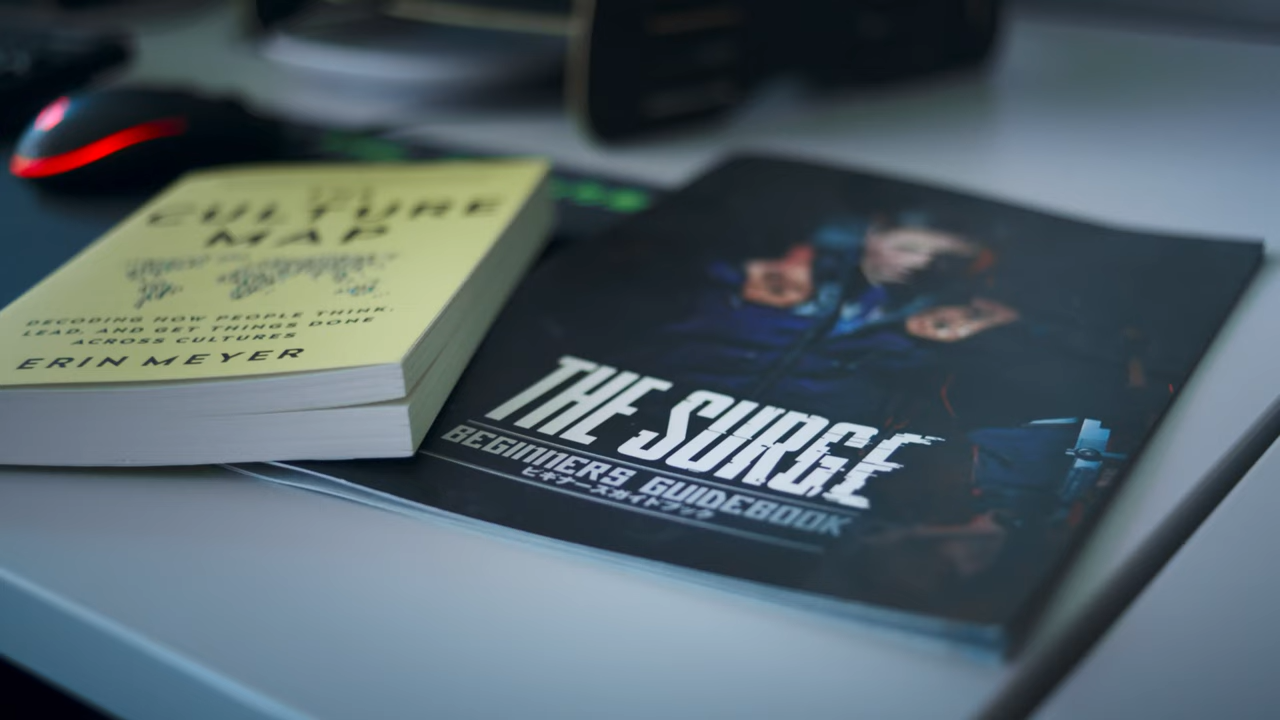 CULTURE
MAP
DECODING HOW PEOPLE THINK,
LEAD, AND GET THINGS DONE
ACROSS CULTURES
ERIN MEYER
THE SURGE
BEGINNERS GUIDEBOOK
ビギナーズガイドブック